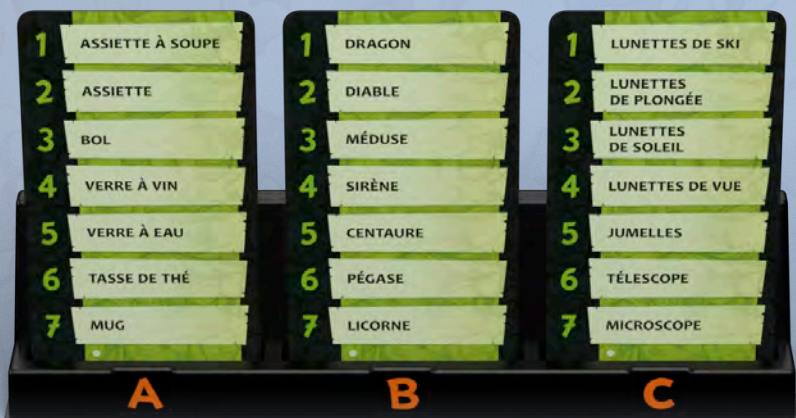 1 ASSIETTE À SOUPE
2 ASSIETTE
3 BOL
4 VERRE À VIN
5 VERRE À EAU
6 TASSE DE THÉ
7 MUG
A
1 DRAGON
2 DIABLE
3 MÉDUSE
4 SIRÈNE
5 CENTAURE
6 PÉGASE
7 LICORNE
B
1 LUNETTES DE SKI
2 LUNETTES
DE PLONGÉE
3 LUNETTES
DE SOLEIL
4 LUNETTES DE VUE
5 JUMELLES
6 TÉLESCOPE
7 MICROSCOPE
C